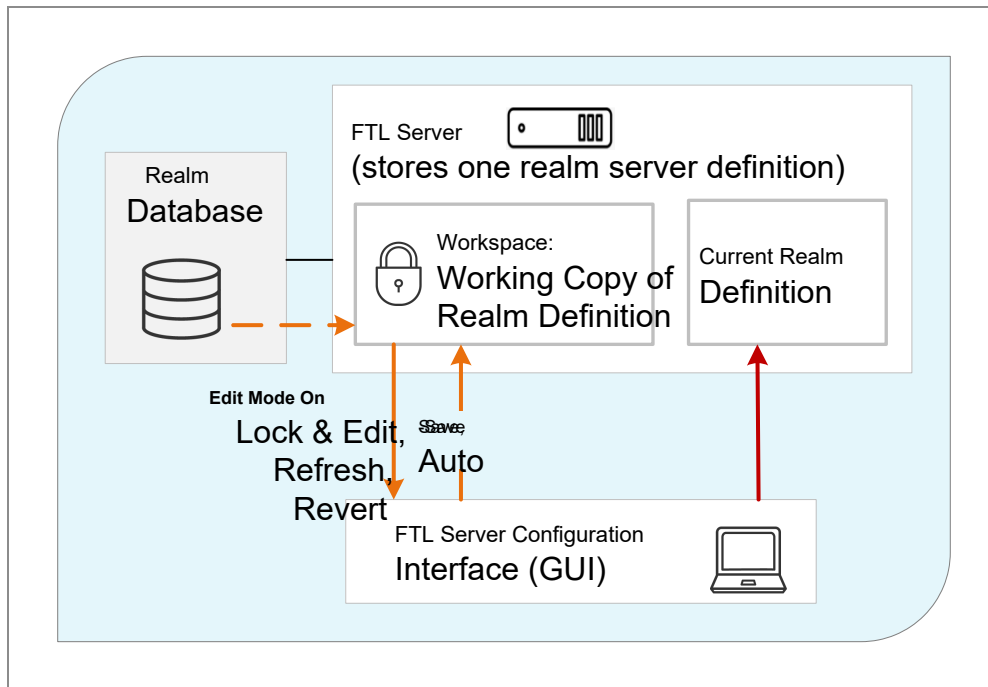 FTL Server
(stores one realm server definition)
Realm
Database
Workspace:
Working Copy of
Realm Definition
Current Realm
Definition
Edit Mode On
Lock & Edit,
Refresh,
Revert
Auto
FTL Server Configuration
Interface (GUI)